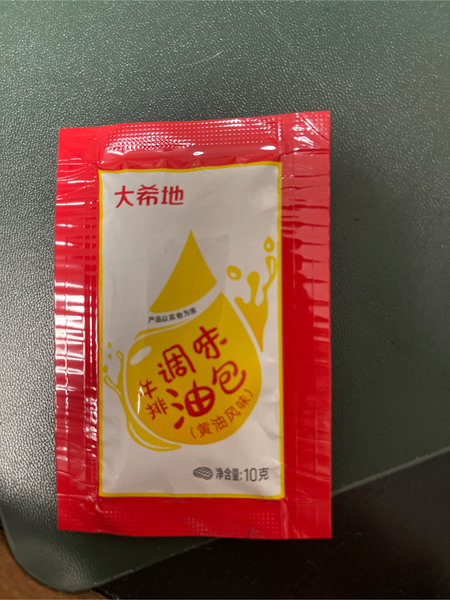 大希地
产品以实物为准
牛排
调味
油包
(黄油风味)
净含量:10克